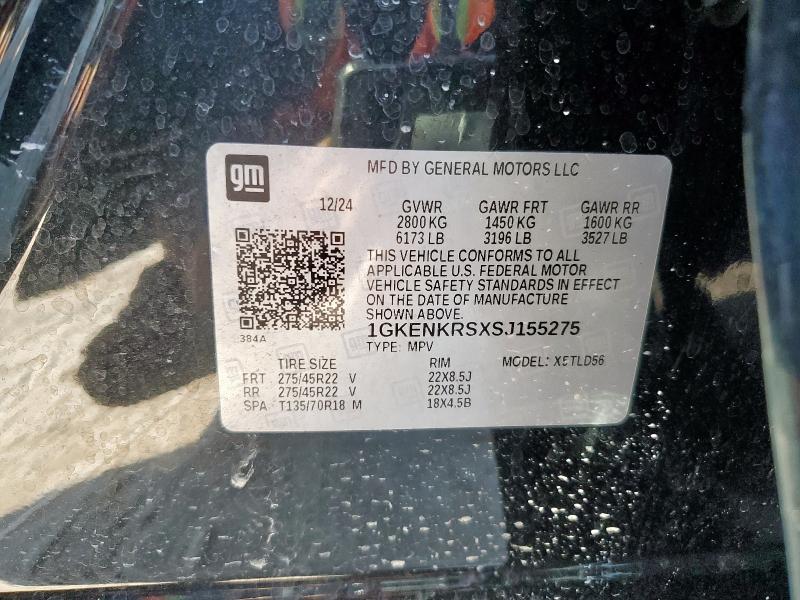 gm
MFD BY GENERAL MOTORS LLC
12/24
GVWR GAWR FRT GAWR RR
2800 KG 1450 KG 1600 KG
6173 LB 3196 LB 3527 LB
THIS VEHICLE CONFORMS TO ALL
APPLICABLE U.S. FEDERAL MOTOR
VEHICLE SAFETY STANDARDS IN EFFECT
ON THE DATE OF MANUFACTURE
SHOWN ABOVE.
384A
1GKENKRSXSJ155275
TYPE: MPV
TIRE SIZE RIM MODEL:
FRT 275/45R22 V 22X8.5J
RR 275/45R22 V 22X8.5J
SPA T135/70R18 M 18X4.5B